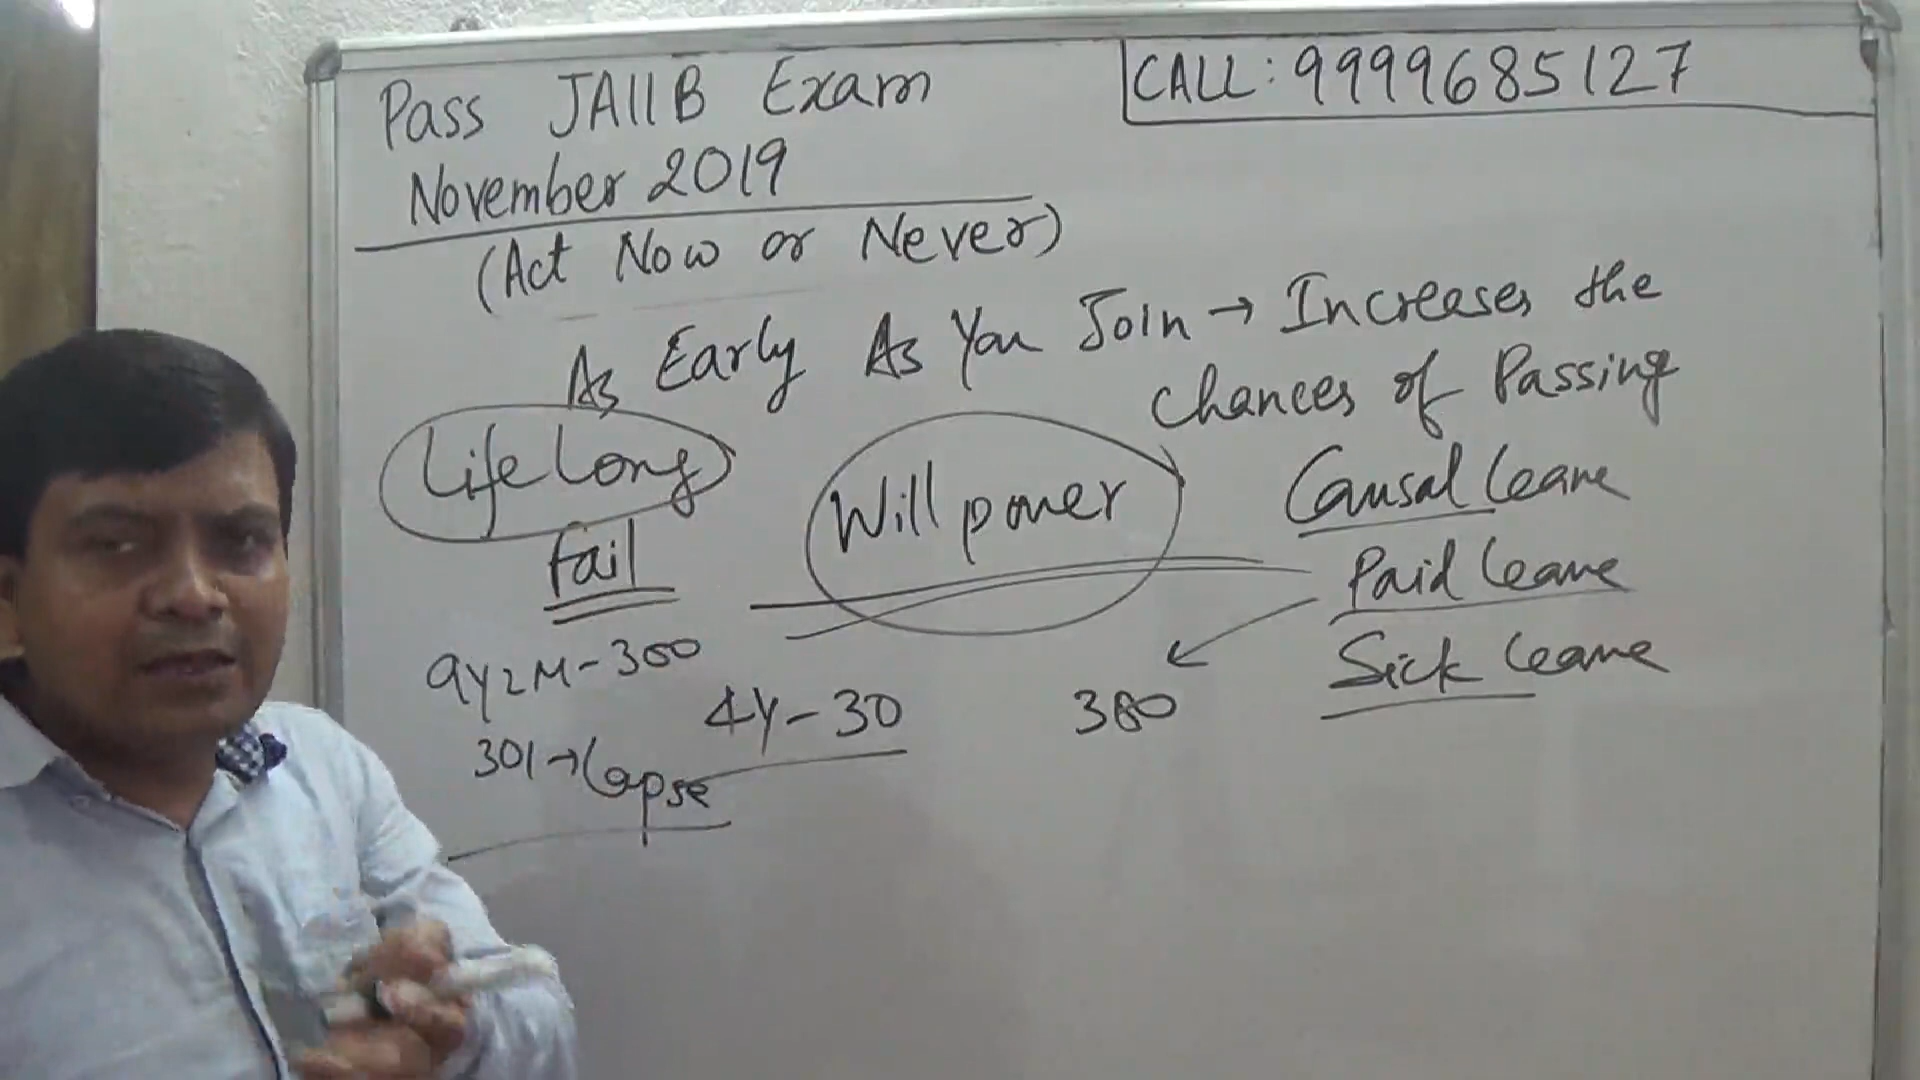 Pass JAIIB Exam
CALL: 9999685127
November 2019
(Act Now or Never)
As Early As You Join → Increases the
Chances of Passing
Life Long
Fail
Will power
Causal leave
Paid leave
Sick leave
9Y2M-300
4Y-30
380
301→Lapse